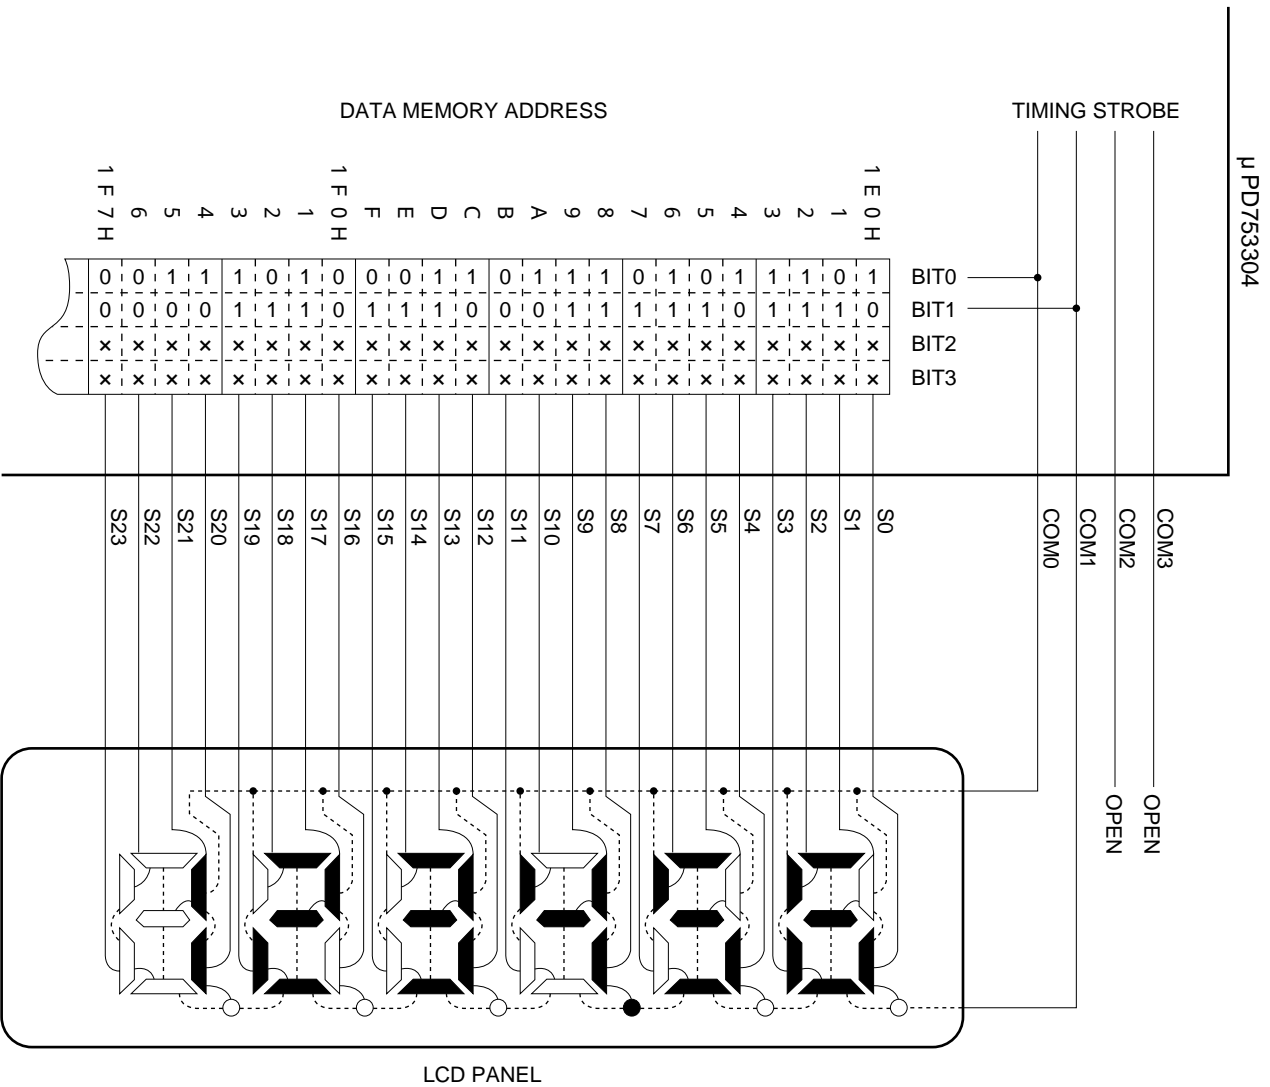 DATA MEMORY ADDRESS
TIMING STROBE
µ PD753304
1F7H 6 5 4 3 2 1 1F0H F E D C B A 9 8 7 6 5 4 3 2 1 1E0H
0 0 1 1 1 0 1 0 0 0 1 1 0 1 1 1 0 1 0 1 1 1 0 1 BIT0
0 0 0 0 1 1 1 0 1 1 1 0 0 0 1 1 1 1 1 0 1 1 1 0 BIT1
× × × × × × × × × × × × × × × × × × × × × × × × BIT2
× × × × × × × × × × × × × × × × × × × × × × × × BIT3
S23 S22 S21 S20 S19 S18 S17 S16 S15 S14 S13 S12 S11 S10 S9 S8 S7 S6 S5 S4 S3 S2 S1 S0
COM0 COM1 COM2 COM3
OPEN OPEN
LCD PANEL